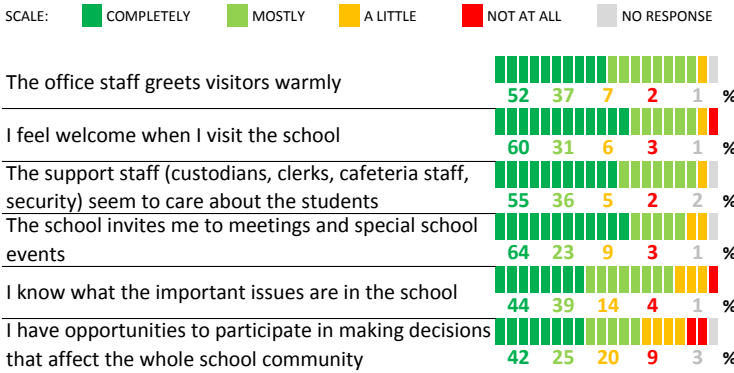 SCALE: COMPLETELY MOSTLY A LITTLE NOT AT ALL NO RESPONSE
The office staff greets visitors warmly
52 37 7 2 1 %
I feel welcome when I visit the school
60 31 6 3 1 %
The support staff (custodians, clerks, cafeteria staff,
security) seem to care about the students
55 36 5 2 2 %
The school invites me to meetings and special school
events
64 23 9 3 1 %
I know what the important issues are in the school
44 39 14 4 1 %
I have opportunities to participate in making decisions
that affect the whole school community
42 25 20 9 3 %